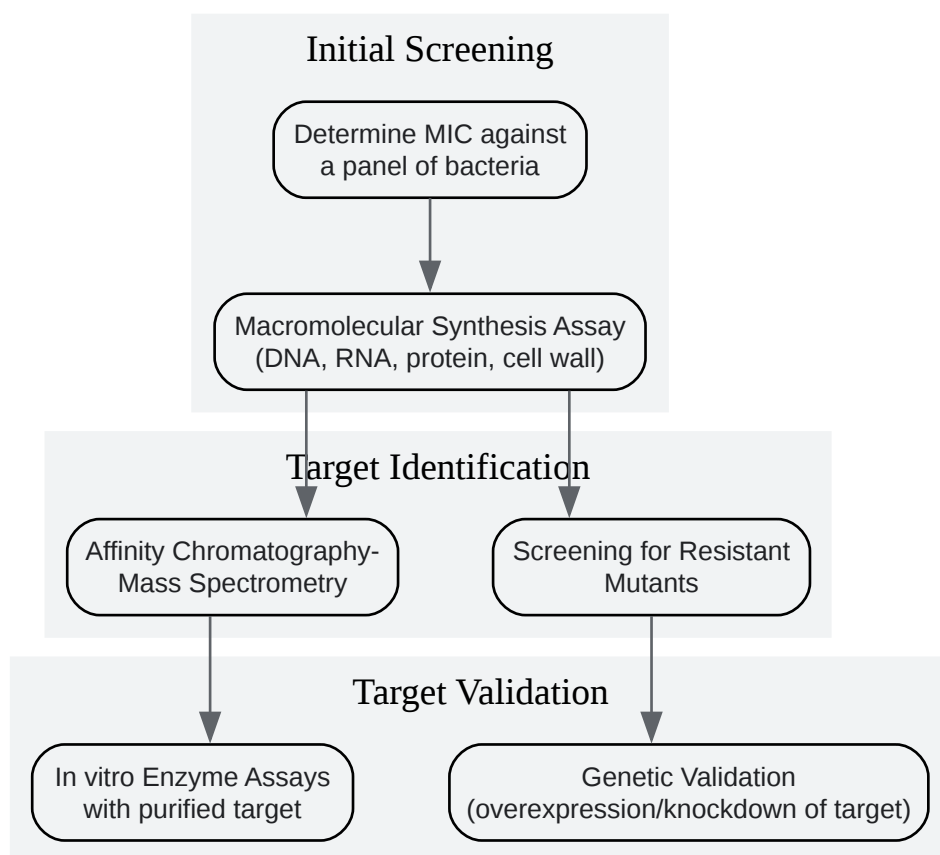 Initial Screening
Determine MIC against
a panel of bacteria
Macromolecular Synthesis Assay
(DNA, RNA, protein, cell wall)
Target Identification
Affinity Chromatography-
Mass Spectrometry
Screening for Resistant
Mutants
Target Validation
In vitro Enzyme Assays
with purified target
Genetic Validation
(overexpression/knockdown of target)